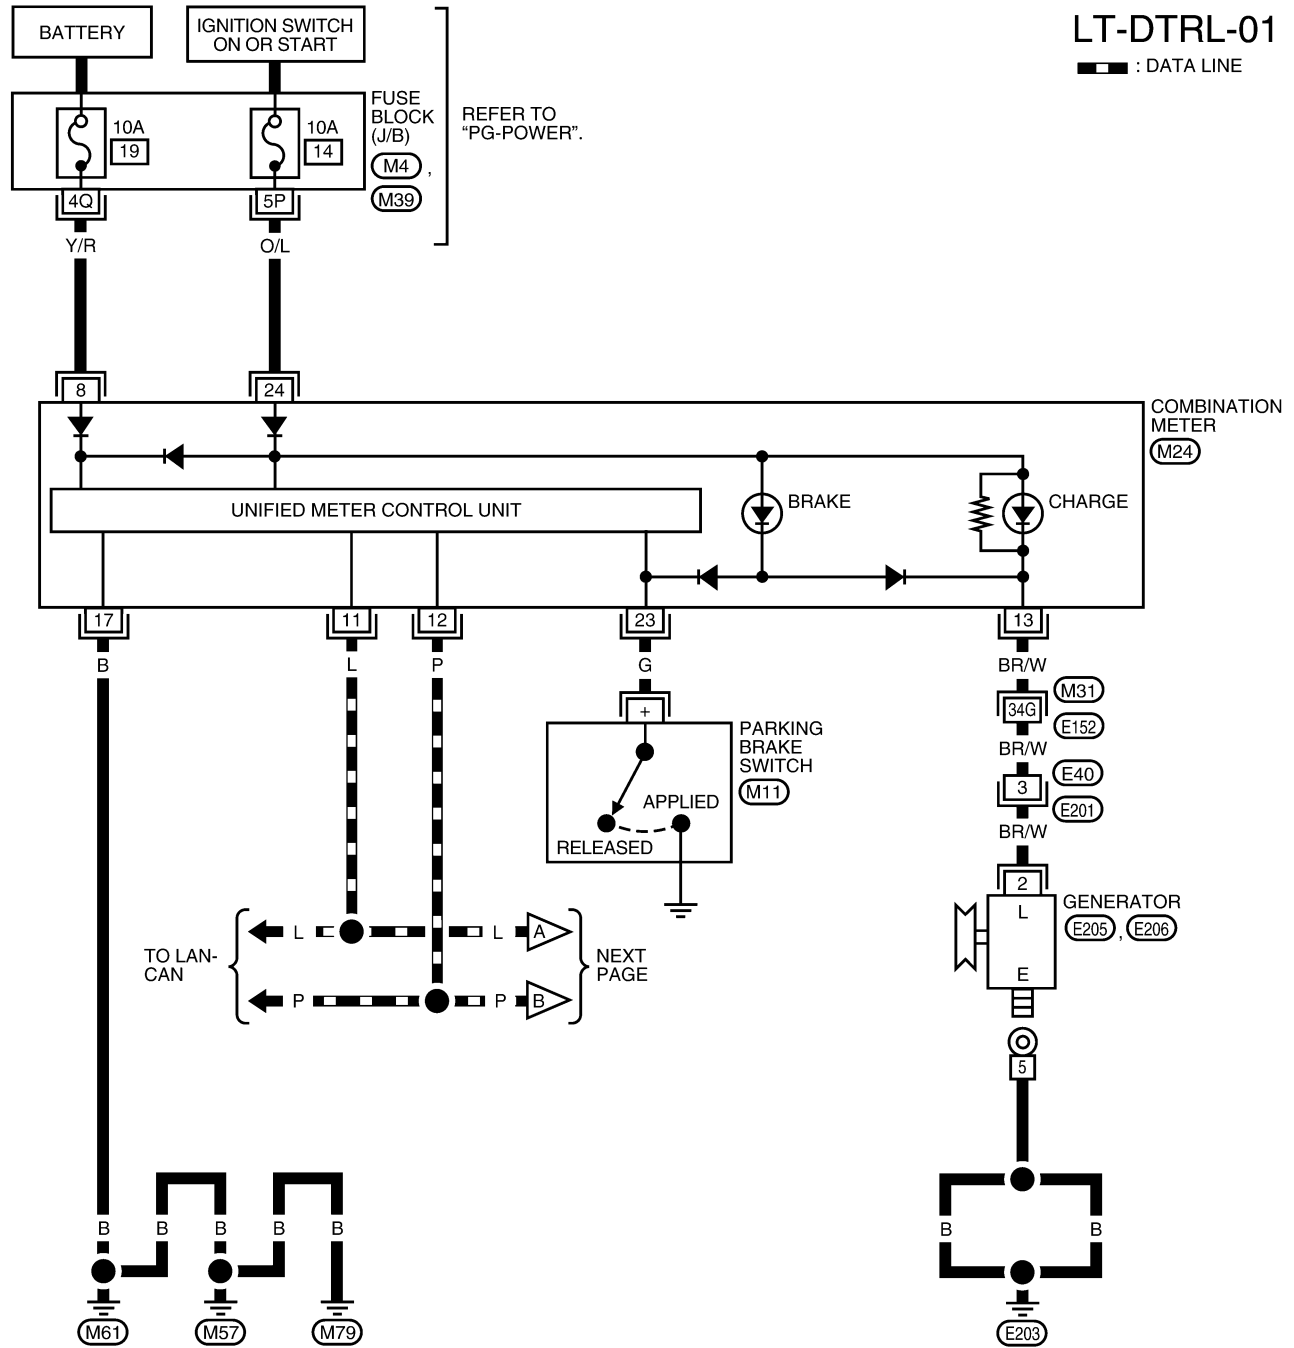 BATTERY
IGNITION SWITCH
ON OR START
LT-DTRL-01
: DATA LINE
10A
19
10A
14
FUSE
BLOCK
(J/B)
M4 ,
M39
REFER TO
“PG-POWER”.
4Q
5P
Y/R
O/L
8
24
COMBINATION
METER
M24
UNIFIED METER CONTROL UNIT
BRAKE
CHARGE
17
11
12
23
13
B
L
P
G
BR/W
M31
34G
E152
+
PARKING
BRAKE
SWITCH
M11
BR/W
E40
3
E201
APPLIED
RELEASED
BR/W
2
GENERATOR
E205 , E206
L
E
TO LAN-
CAN
L
L
A
P
P
B
NEXT
PAGE
5
B
B
B
B
B
B
B
M61
M57
M79
E203